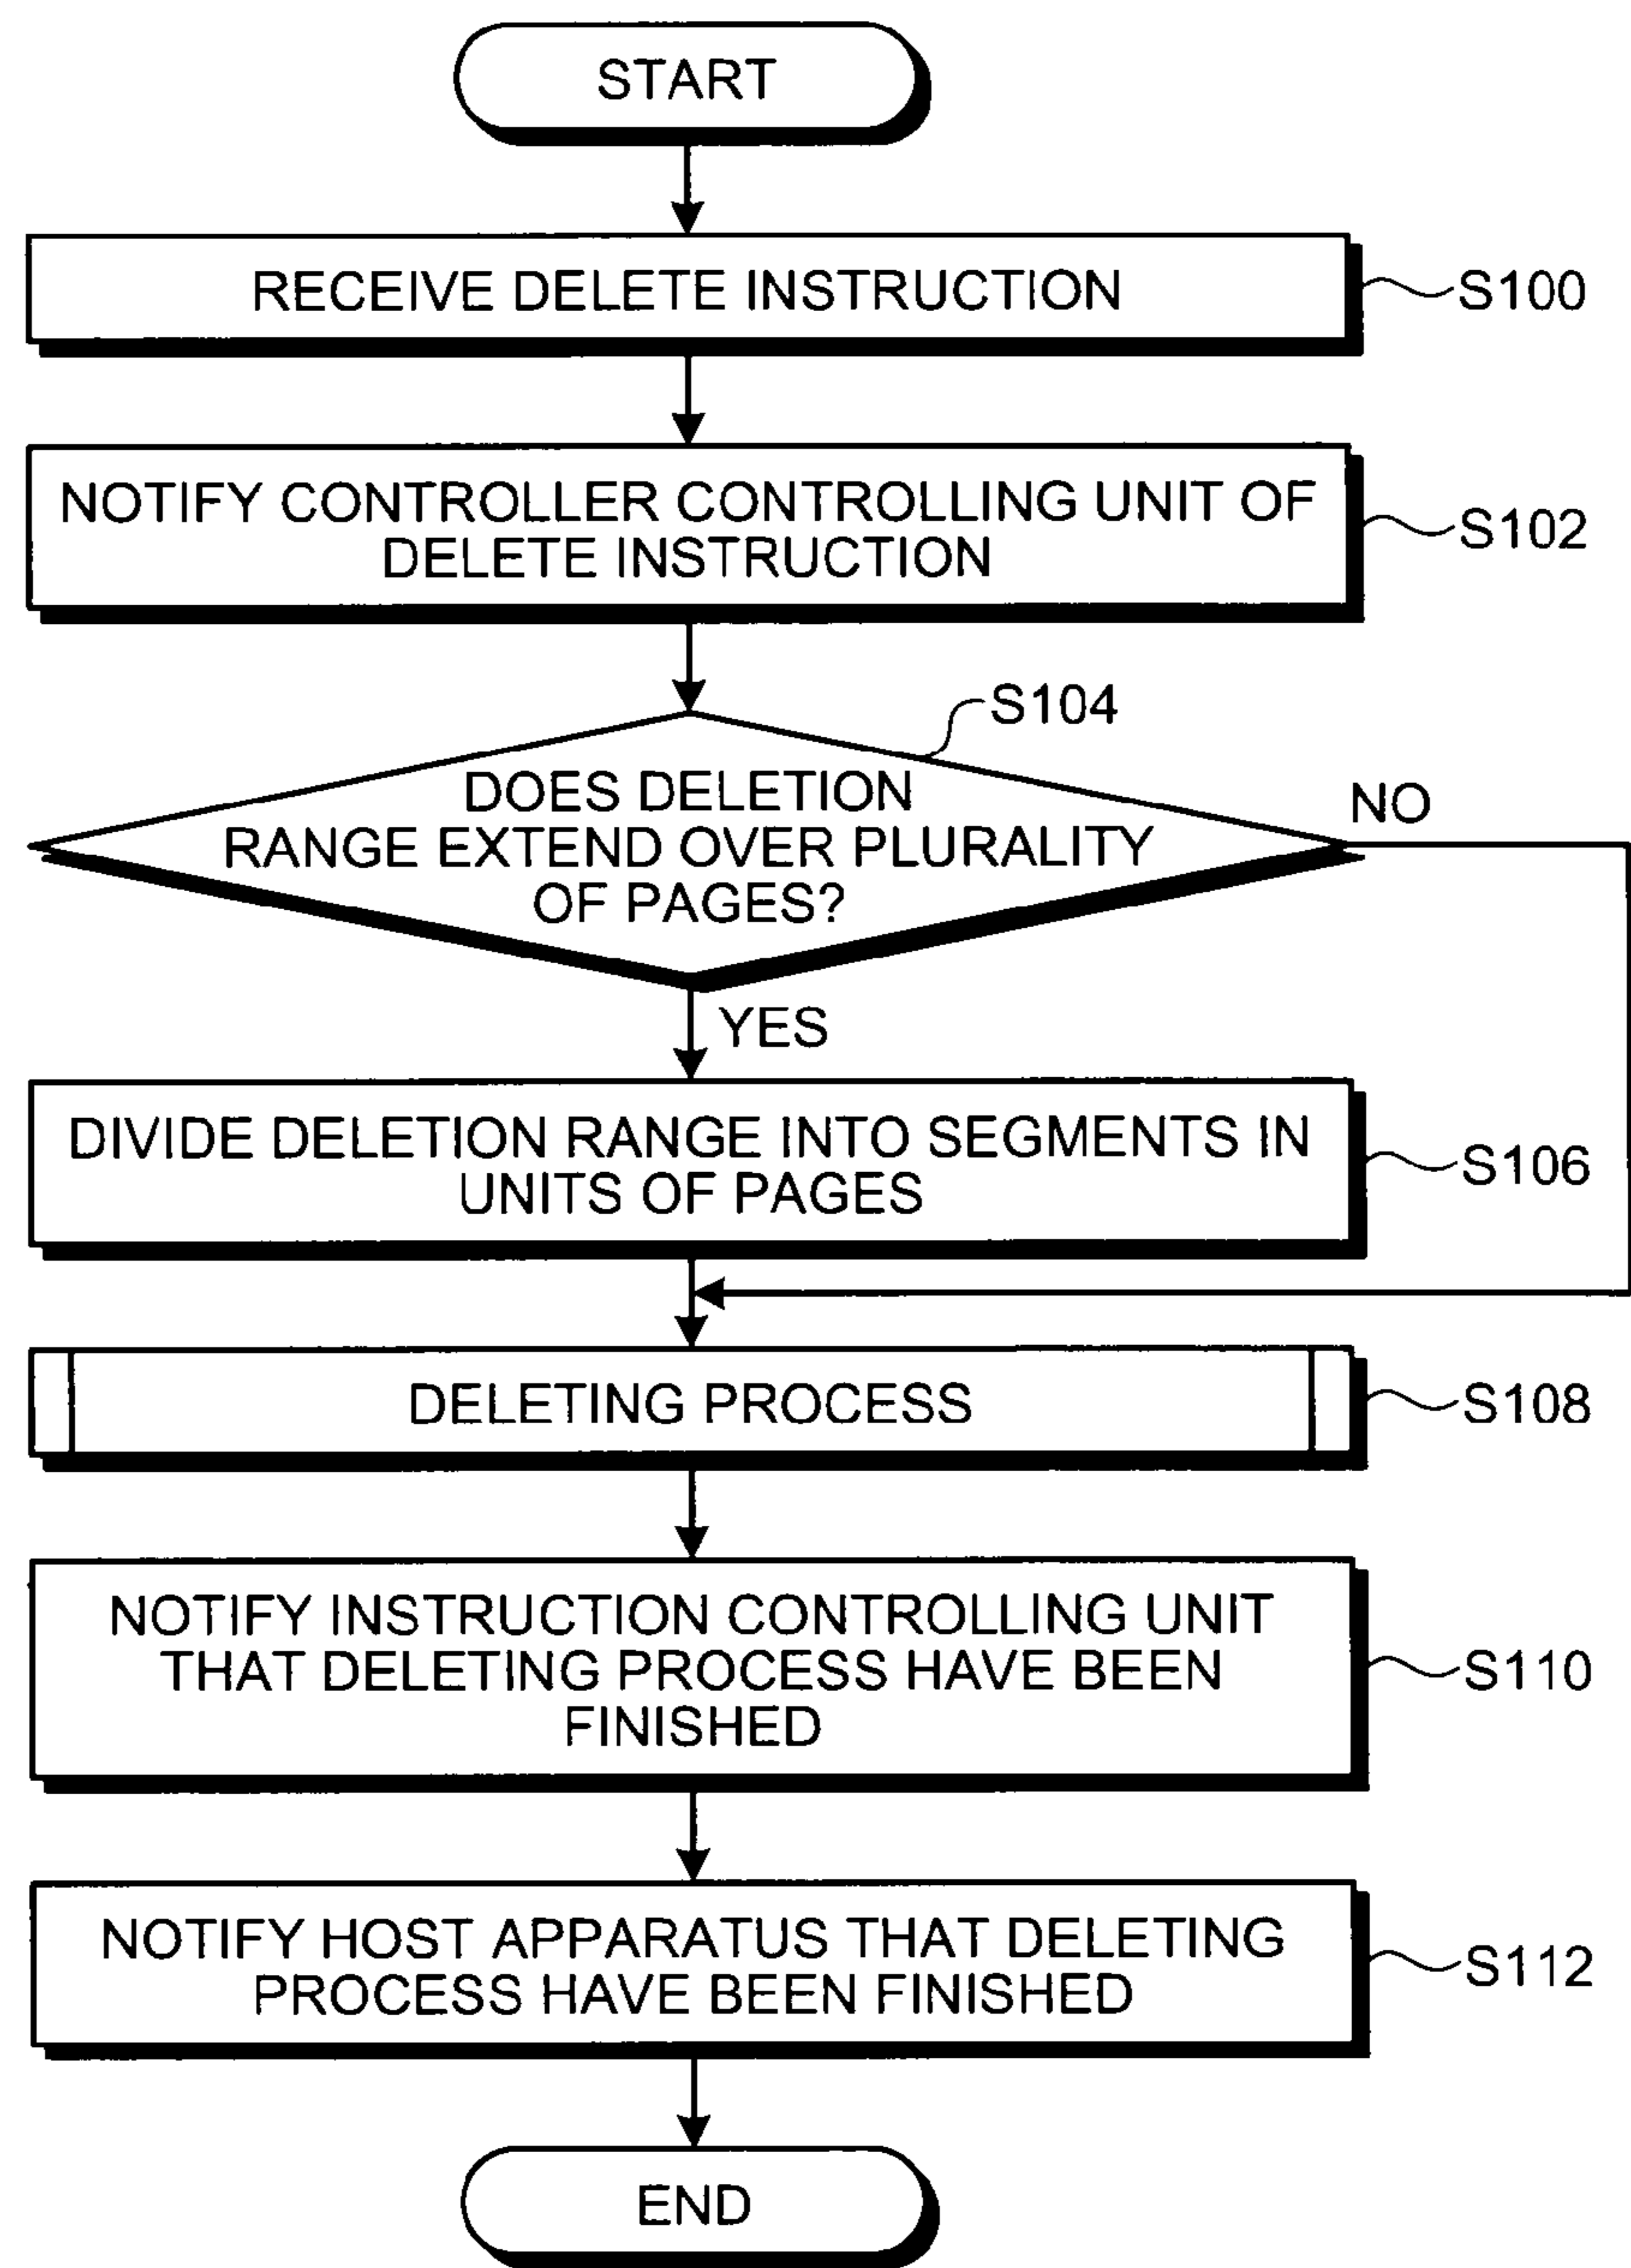 START
RECEIVE DELETE INSTRUCTION
S100
NOTIFY CONTROLLER CONTROLLING UNIT OF
DELETE INSTRUCTION
S102
S104
DOES DELETION
RANGE EXTEND OVER PLURALITY
OF PAGES?
NO
YES
DIVIDE DELETION RANGE INTO SEGMENTS IN
UNITS OF PAGES
S106
DELETING PROCESS
S108
NOTIFY INSTRUCTION CONTROLLING UNIT
THAT DELETING PROCESS HAVE BEEN
FINISHED
S110
NOTIFY HOST APPARATUS THAT DELETING
PROCESS HAVE BEEN FINISHED
S112
END